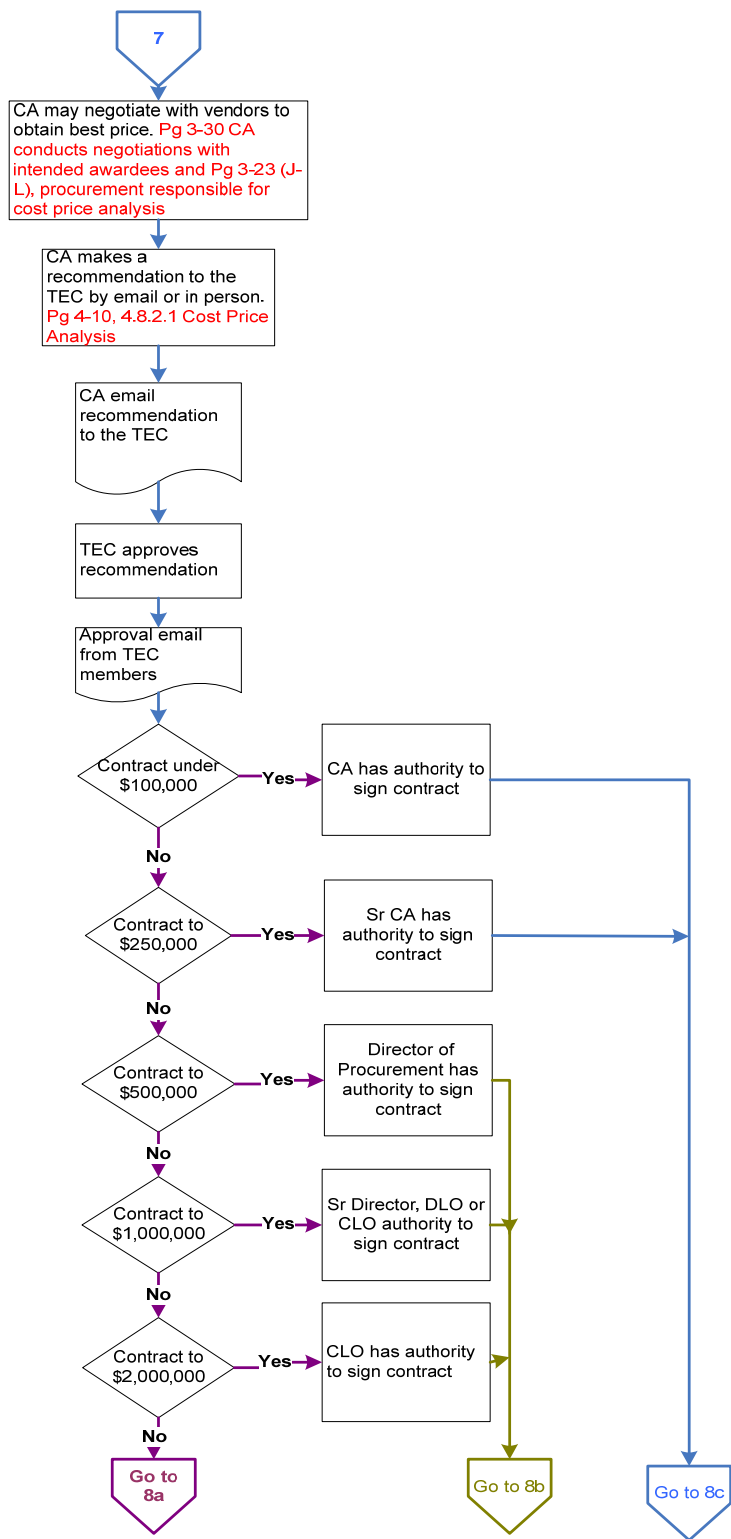 7
CA may negotiate with vendors to
obtain best price. Pg 3-30 CA
conducts negotiations with
intended awardees and Pg 3-23 (J-
L), procurement responsible for
cost price analysis
CA makes a
recommendation to the
TEC by email or in person.
Pg 4-10, 4.8.2.1 Cost Price
Analysis
CA email
recommendation
to the TEC
TEC approves
recommendation
Approval email
from TEC
members
Contract under
$100,000
Yes
CA has authority to
sign contract
No
Contract to
$250,000
Yes
Sr CA has
authority to sign
contract
No
Contract to
$500,000
Yes
Director of
Procurement has
authority to sign
contract
No
Contract to
$1,000,000
Yes
Sr Director, DLO or
CLO authority to
sign contract
No
Contract to
$2,000,000
Yes
CLO has authority
to sign contract
No
Go to
8a
Go to 8b
Go to 8c